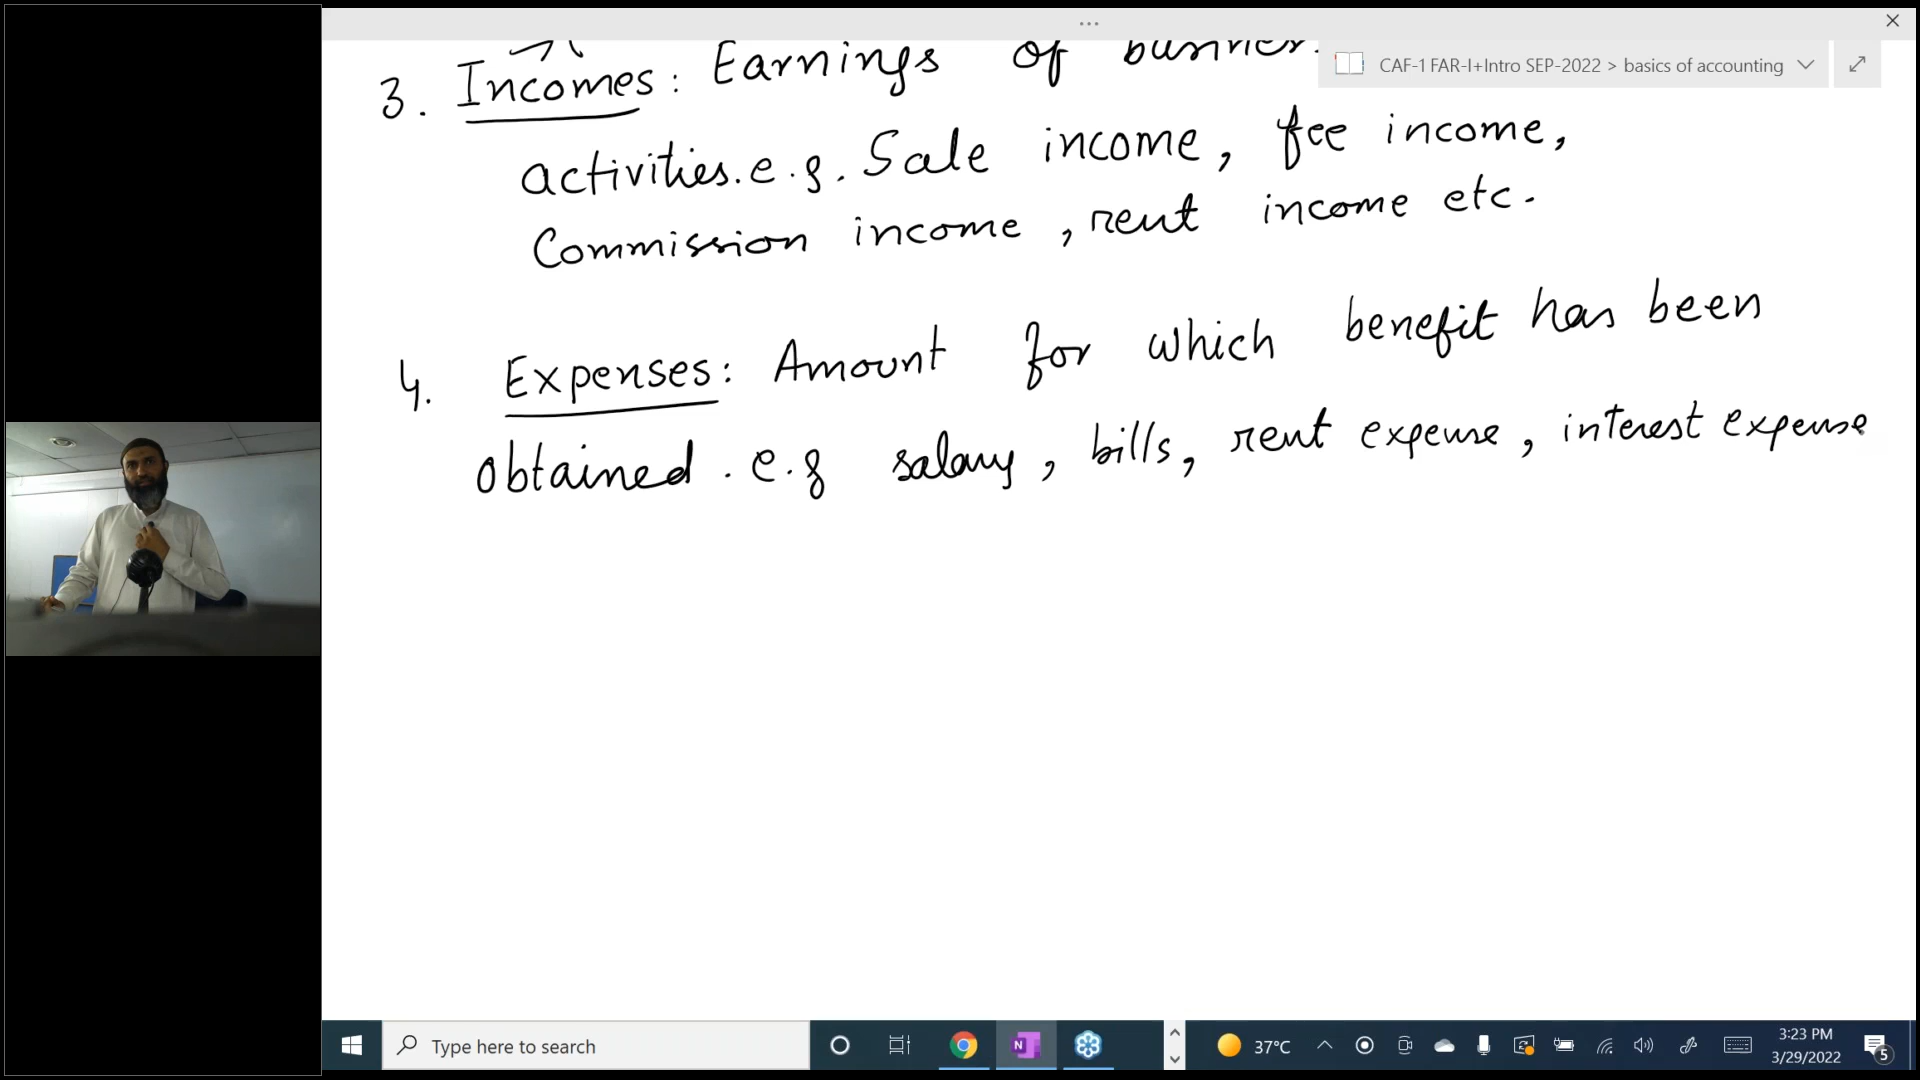 CAF-1 FAR-I+Intro SEP-2022 > basics of accounting
3. Incomes: Earnings of business
activities. e.g. Sale income, fee income,
Commission income, rent income etc.
4. Expenses: Amount for which benefit has been
obtained. e.g salary, bills, rent expense, interest expense
Type here to search
37°C
3:23 PM
3/29/2022
5